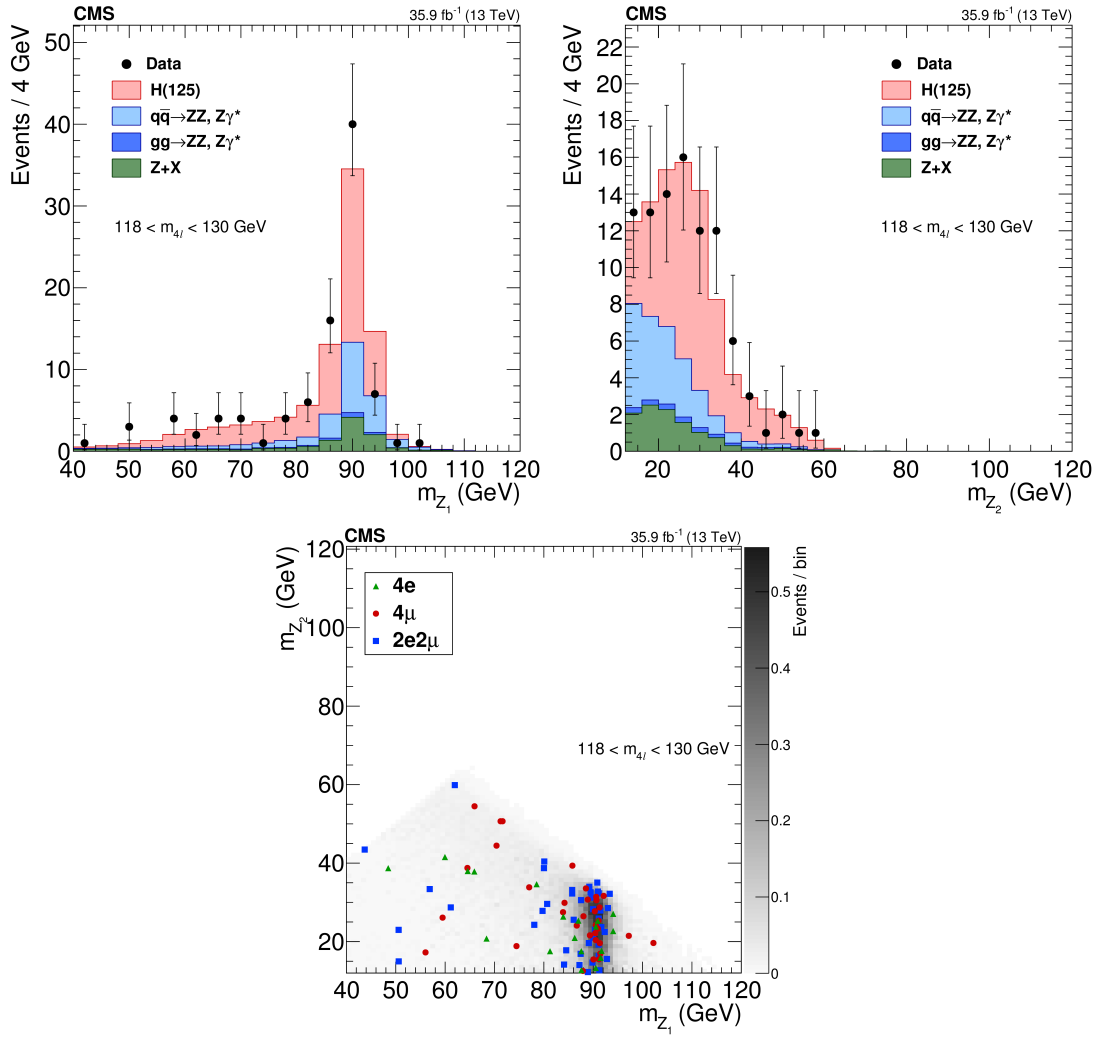 CMS 35.9 fb⁻¹ (13 TeV)
Events / 4 GeV
50
40
30
20
10
0
Data
H(125)
qq̅→ZZ, Zγ*
gg→ZZ, Zγ*
Z+X
118 < m₄ₗ < 130 GeV
40 50 60 70 80 90 100 110 120
m_Z₁ (GeV)
CMS 35.9 fb⁻¹ (13 TeV)
Events / 4 GeV
22
20
18
16
14
12
10
8
6
4
2
0
Data
H(125)
qq̅→ZZ, Zγ*
gg→ZZ, Zγ*
Z+X
118 < m₄ₗ < 130 GeV
20 40 60 80 100 120
m_Z₂ (GeV)
CMS 35.9 fb⁻¹ (13 TeV)
m_Z₂ (GeV)
120
100
80
60
40
20
4e
4μ
2e2μ
118 < m₄ₗ < 130 GeV
40 50 60 70 80 90 100 110 120
m_Z₁ (GeV)
Events / bin
0.5
0.4
0.3
0.2
0.1
0